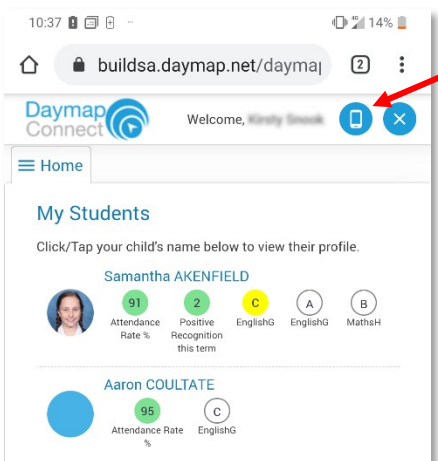 10:37 14%
buildsa.daymap.net/daymap 2
Daymap
Connect
Welcome,
Home
My Students
Click/Tap your child's name below to view their profile.
Samantha AKENFIELD
91 2 C A B
Attendance Positive EnglishG EnglishG MathsH
Rate % Recognition
this term
Aaron COULTATE
95 C
Attendance Rate EnglishG
%